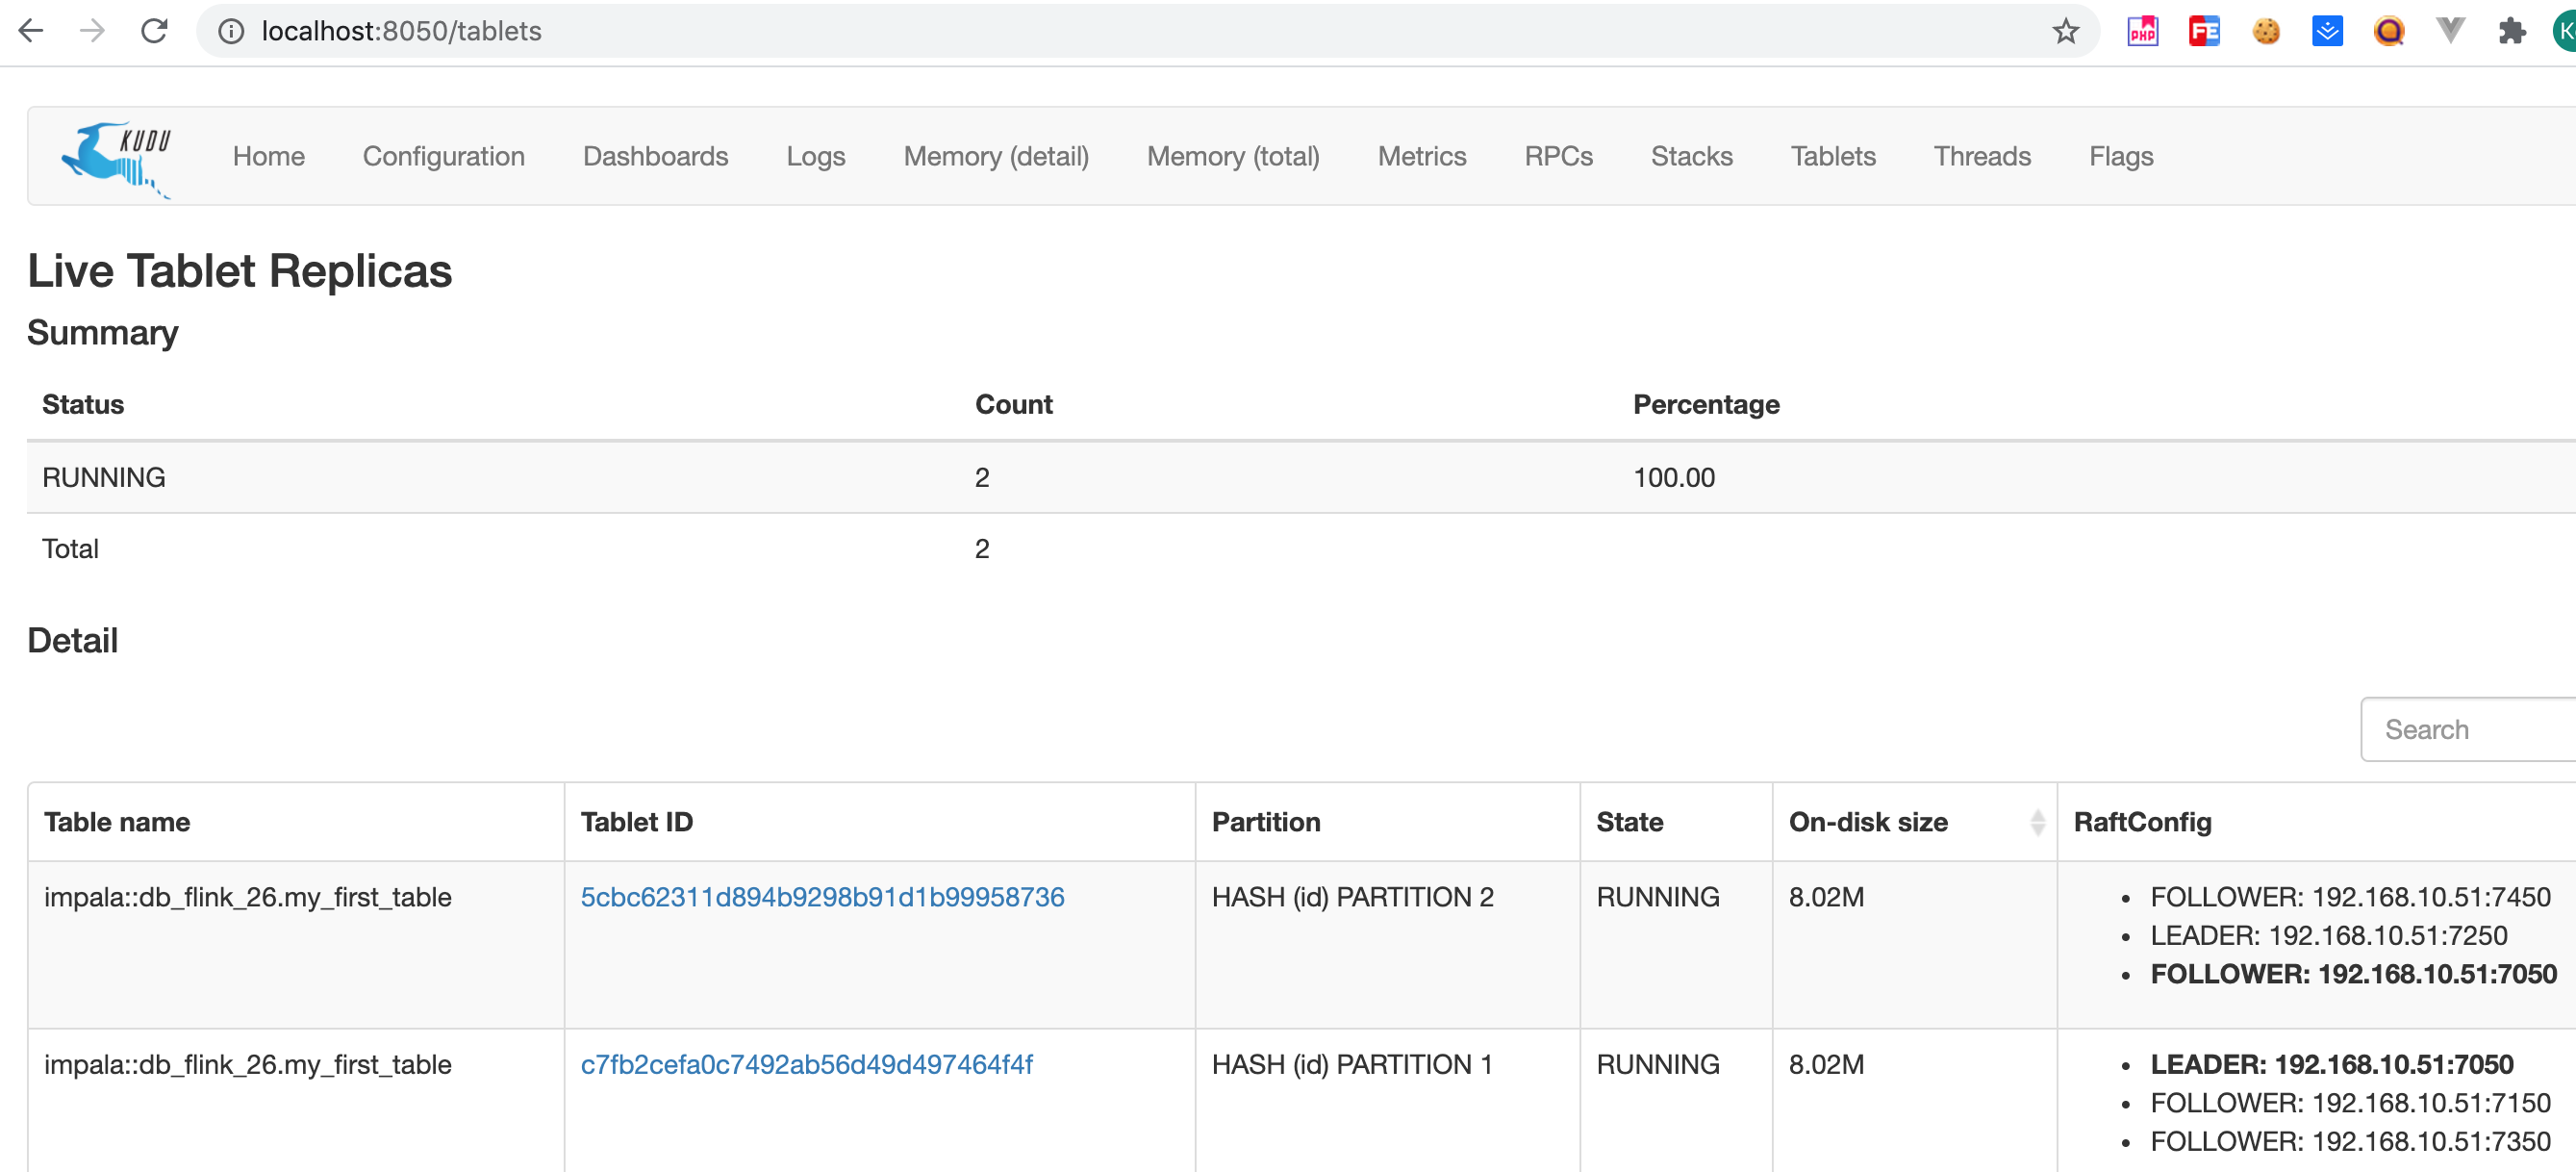 localhost:8050/tablets
PHP FE K
KUDU Home Configuration Dashboards Logs Memory (detail) Memory (total) Metrics RPCs Stacks Tablets Threads Flags
Live Tablet Replicas
Summary
Status Count Percentage
RUNNING 2 100.00
Total 2
Detail
Search
Table name Tablet ID Partition State On-disk size RaftConfig
impala::db_flink_26.my_first_table 5cbc62311d894b9298b91d1b99958736 HASH (id) PARTITION 2 RUNNING 8.02M • FOLLOWER: 192.168.10.51:7450
• LEADER: 192.168.10.51:7250
• FOLLOWER: 192.168.10.51:7050
impala::db_flink_26.my_first_table c7fb2cefa0c7492ab56d49d497464f4f HASH (id) PARTITION 1 RUNNING 8.02M • LEADER: 192.168.10.51:7050
• FOLLOWER: 192.168.10.51:7150
• FOLLOWER: 192.168.10.51:7350